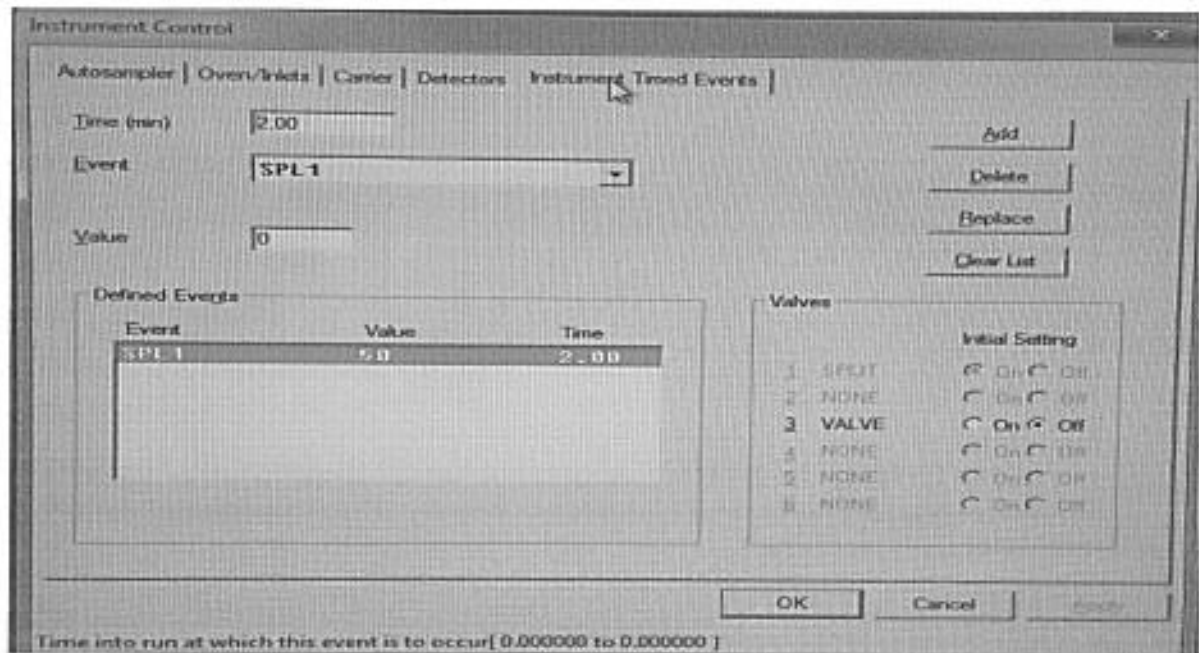 Instrument Control
Autosampler | Oven/Inlets | Carrier | Detectors Instrument Timed Events
Time (min) 2.00
Add
Event SPL1
Delete
Replace
Value 0
Clear List
Defined Events
Event Value Time
SPL1 50 2.00
Valves
Initial Setting
1 SPLIT On Off
2 NONE On Off
3 VALVE On Off
4 NONE On Off
5 NONE On Off
6 NONE On Off
OK Cancel Apply
Time into run at which this event is to occur[ 0.000000 to 0.000000 ]